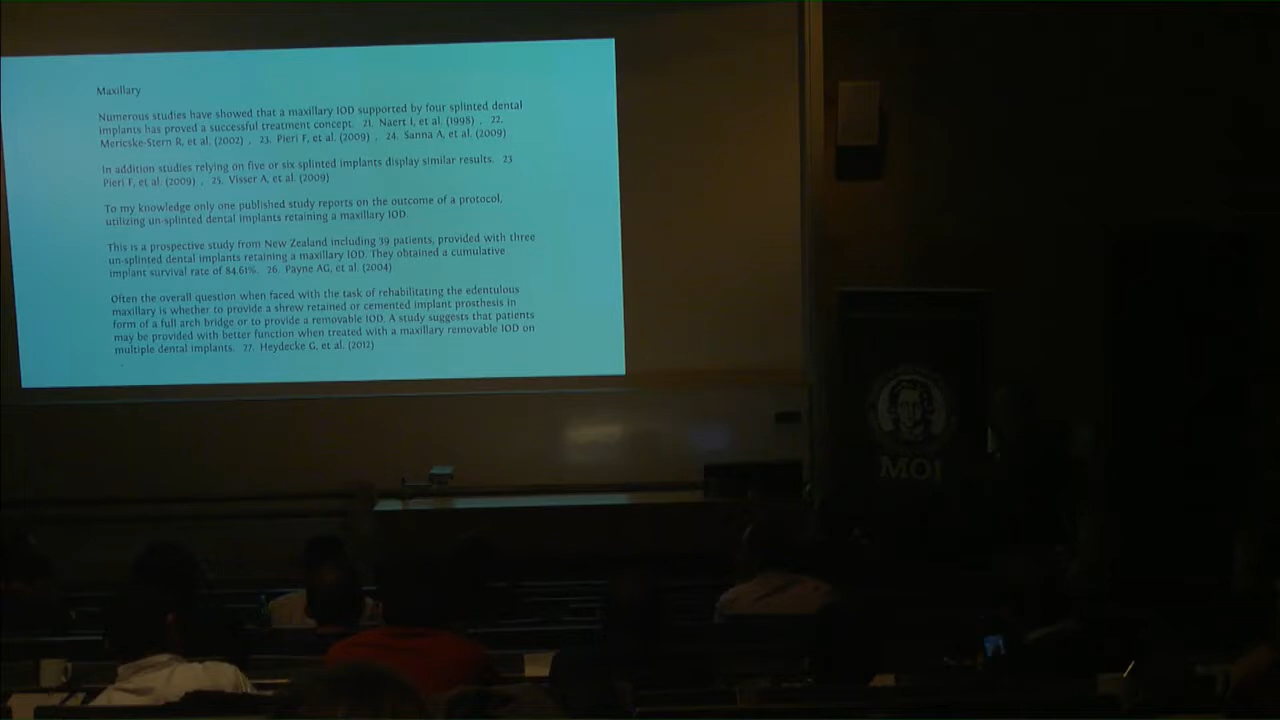 Maxillary
Numerous studies have showed that a maxillary IOD supported by four splinted dental
implants has proved a successful treatment concept. 21. Naert I, et al. (1998) , 22.
Mericske-Stern R, et al. (2002) , 23. Pieri F, et al. (2009) , 24. Sanna A, et al. (2009)
In addition studies relying on five or six splinted implants display similar results. 23
Pieri F, et al. (2009) , 25. Visser A, et al. (2009)
To my knowledge only one published study reports on the outcome of a protocol,
utilizing un-splinted dental implants retaining a maxillary IOD.
This is a prospective study from New Zealand including 39 patients, provided with three
un-splinted dental implants retaining a maxillary IOD. They obtained a cumulative
implant survival rate of 84.61%. 26. Payne AG, et al. (2004)
Often the overall question when faced with the task of rehabilitating the edentulous
maxillary is whether to provide a shrew retained or cemented implant prosthesis in
form of a full arch bridge or to provide a removable IOD. A study suggests that patients
may be provided with better function when treated with a maxillary removable IOD on
multiple dental implants. 27. Heydecke G, et al. (2012)
MOI